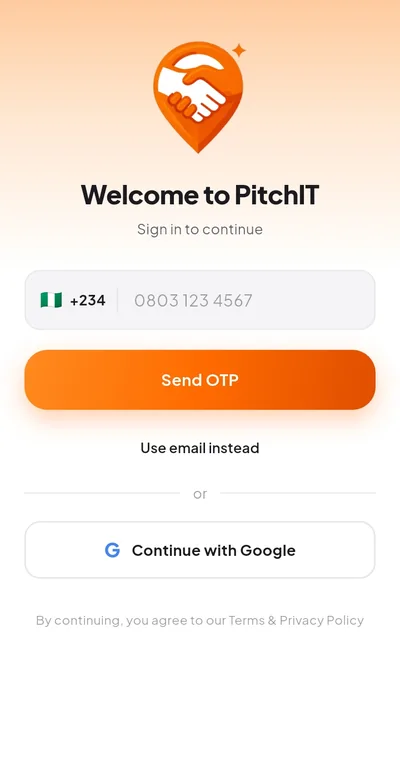 Welcome to PitchIT
Sign in to continue
+234 0803 123 4567
Send OTP
Use email instead
or
G Continue with Google
By continuing, you agree to our Terms & Privacy Policy